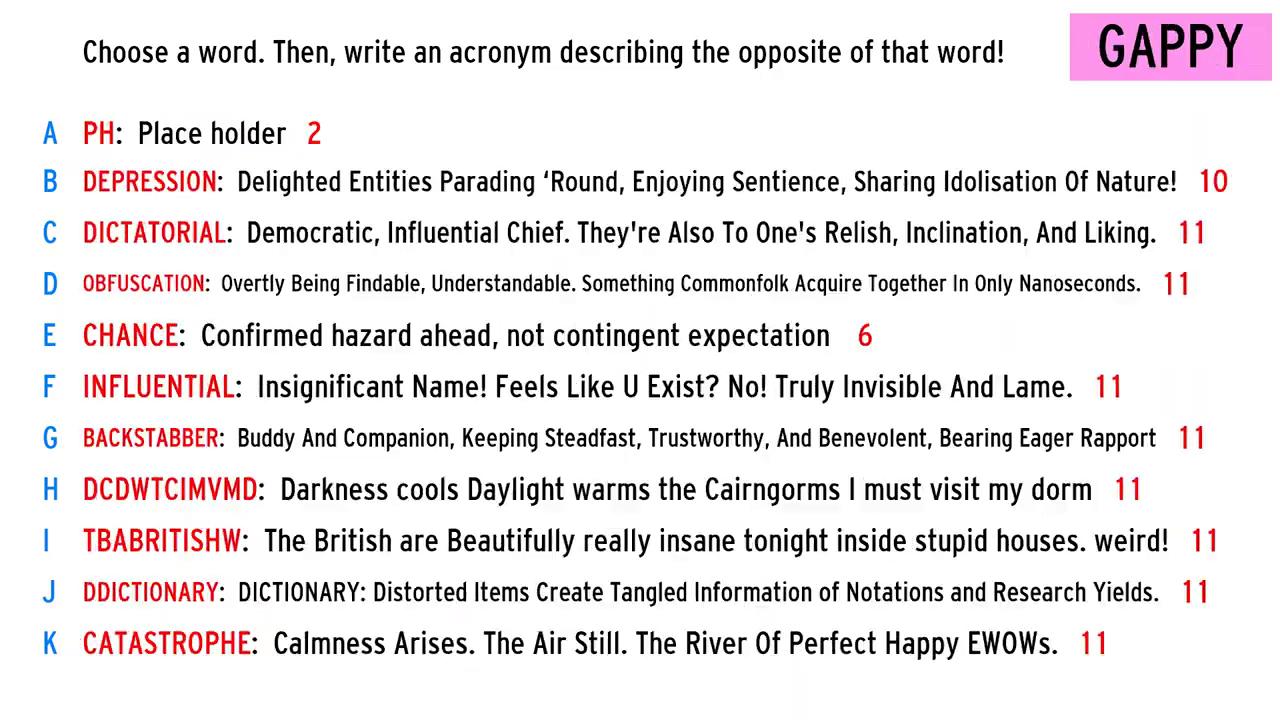 Choose a word. Then, write an acronym describing the opposite of that word!
GAPPY
A PH: Place holder 2
B DEPRESSION: Delighted Entities Parading ‘Round, Enjoying Sentience, Sharing Idolisation Of Nature! 10
C DICTATORIAL: Democratic, Influential Chief. They're Also To One's Relish, Inclination, And Liking. 11
D OBFUSCATION: Overtly Being Findable, Understandable. Something Commonfolk Acquire Together In Only Nanoseconds. 11
E CHANCE: Confirmed hazard ahead, not contingent expectation 6
F INFLUENTIAL: Insignificant Name! Feels Like U Exist? No! Truly Invisible And Lame. 11
G BACKSTABBER: Buddy And Companion, Keeping Steadfast, Trustworthy, And Benevolent, Bearing Eager Rapport 11
H DCDWTCIMVMD: Darkness cools Daylight warms the Cairngorms I must visit my dorm 11
I TBABRITISHW: The British are Beautifully really insane tonight inside stupid houses. weird! 11
J DDICTIONARY: DICTIONARY: Distorted Items Create Tangled Information of Notations and Research Yields. 11
K CATASTROPHE: Calmness Arises. The Air Still. The River Of Perfect Happy EWOWs. 11